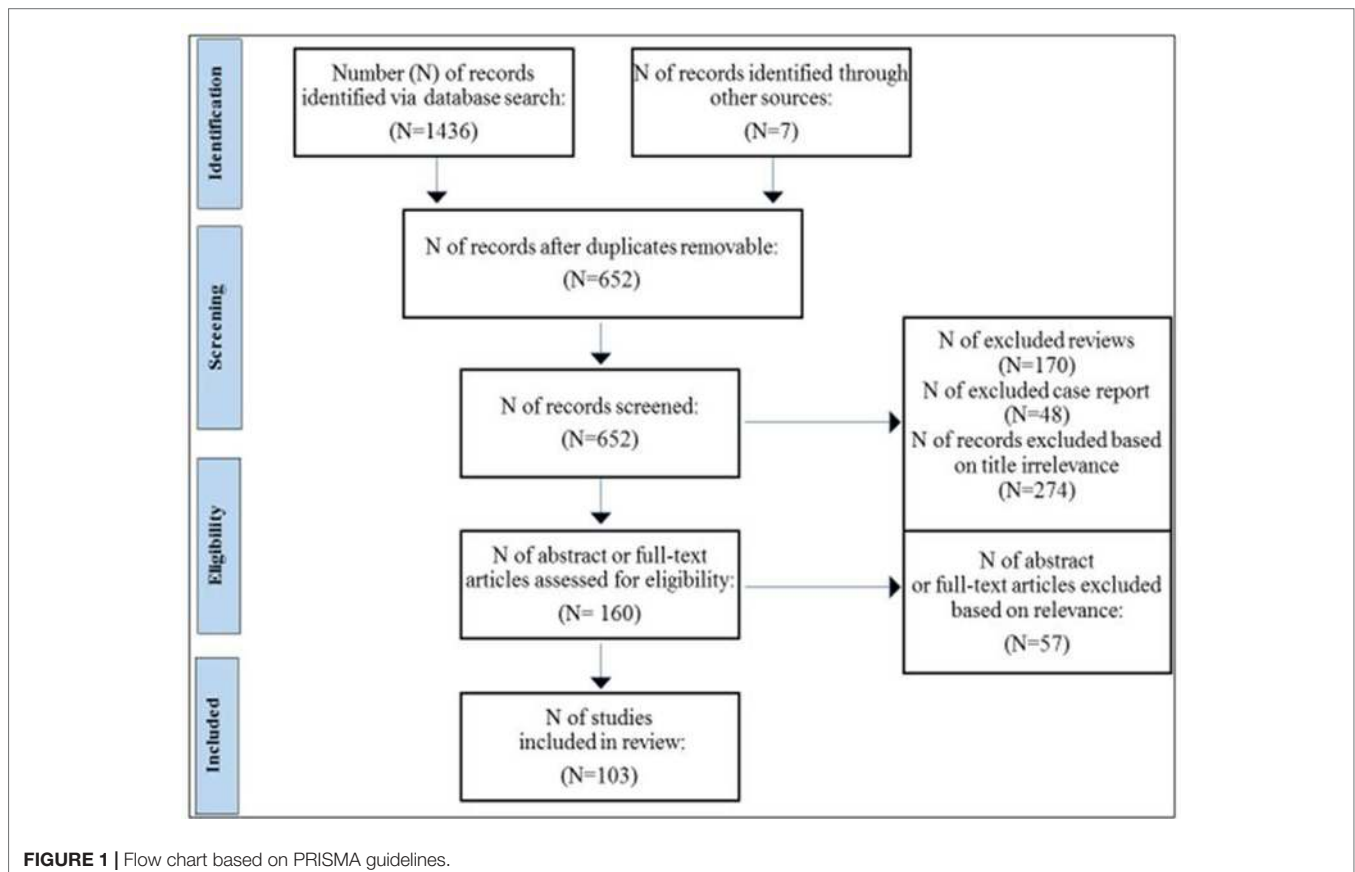 Identification
Number (N) of records
identified via database search:
(N=1436)
N of records identified through
other sources:
(N=7)
Screening
N of records after duplicates removable:
(N=652)
N of records screened:
(N=652)
N of excluded reviews
(N=170)
N of excluded case report
(N=48)
N of records excluded based
on title irrelevance
(N=274)
Eligibility
N of abstract or full-text
articles assessed for eligibility:
(N= 160)
N of abstract
or full-text articles excluded
based on relevance:
(N=57)
Included
N of studies
included in review:
(N=103)
FIGURE 1 | Flow chart based on PRISMA guidelines.